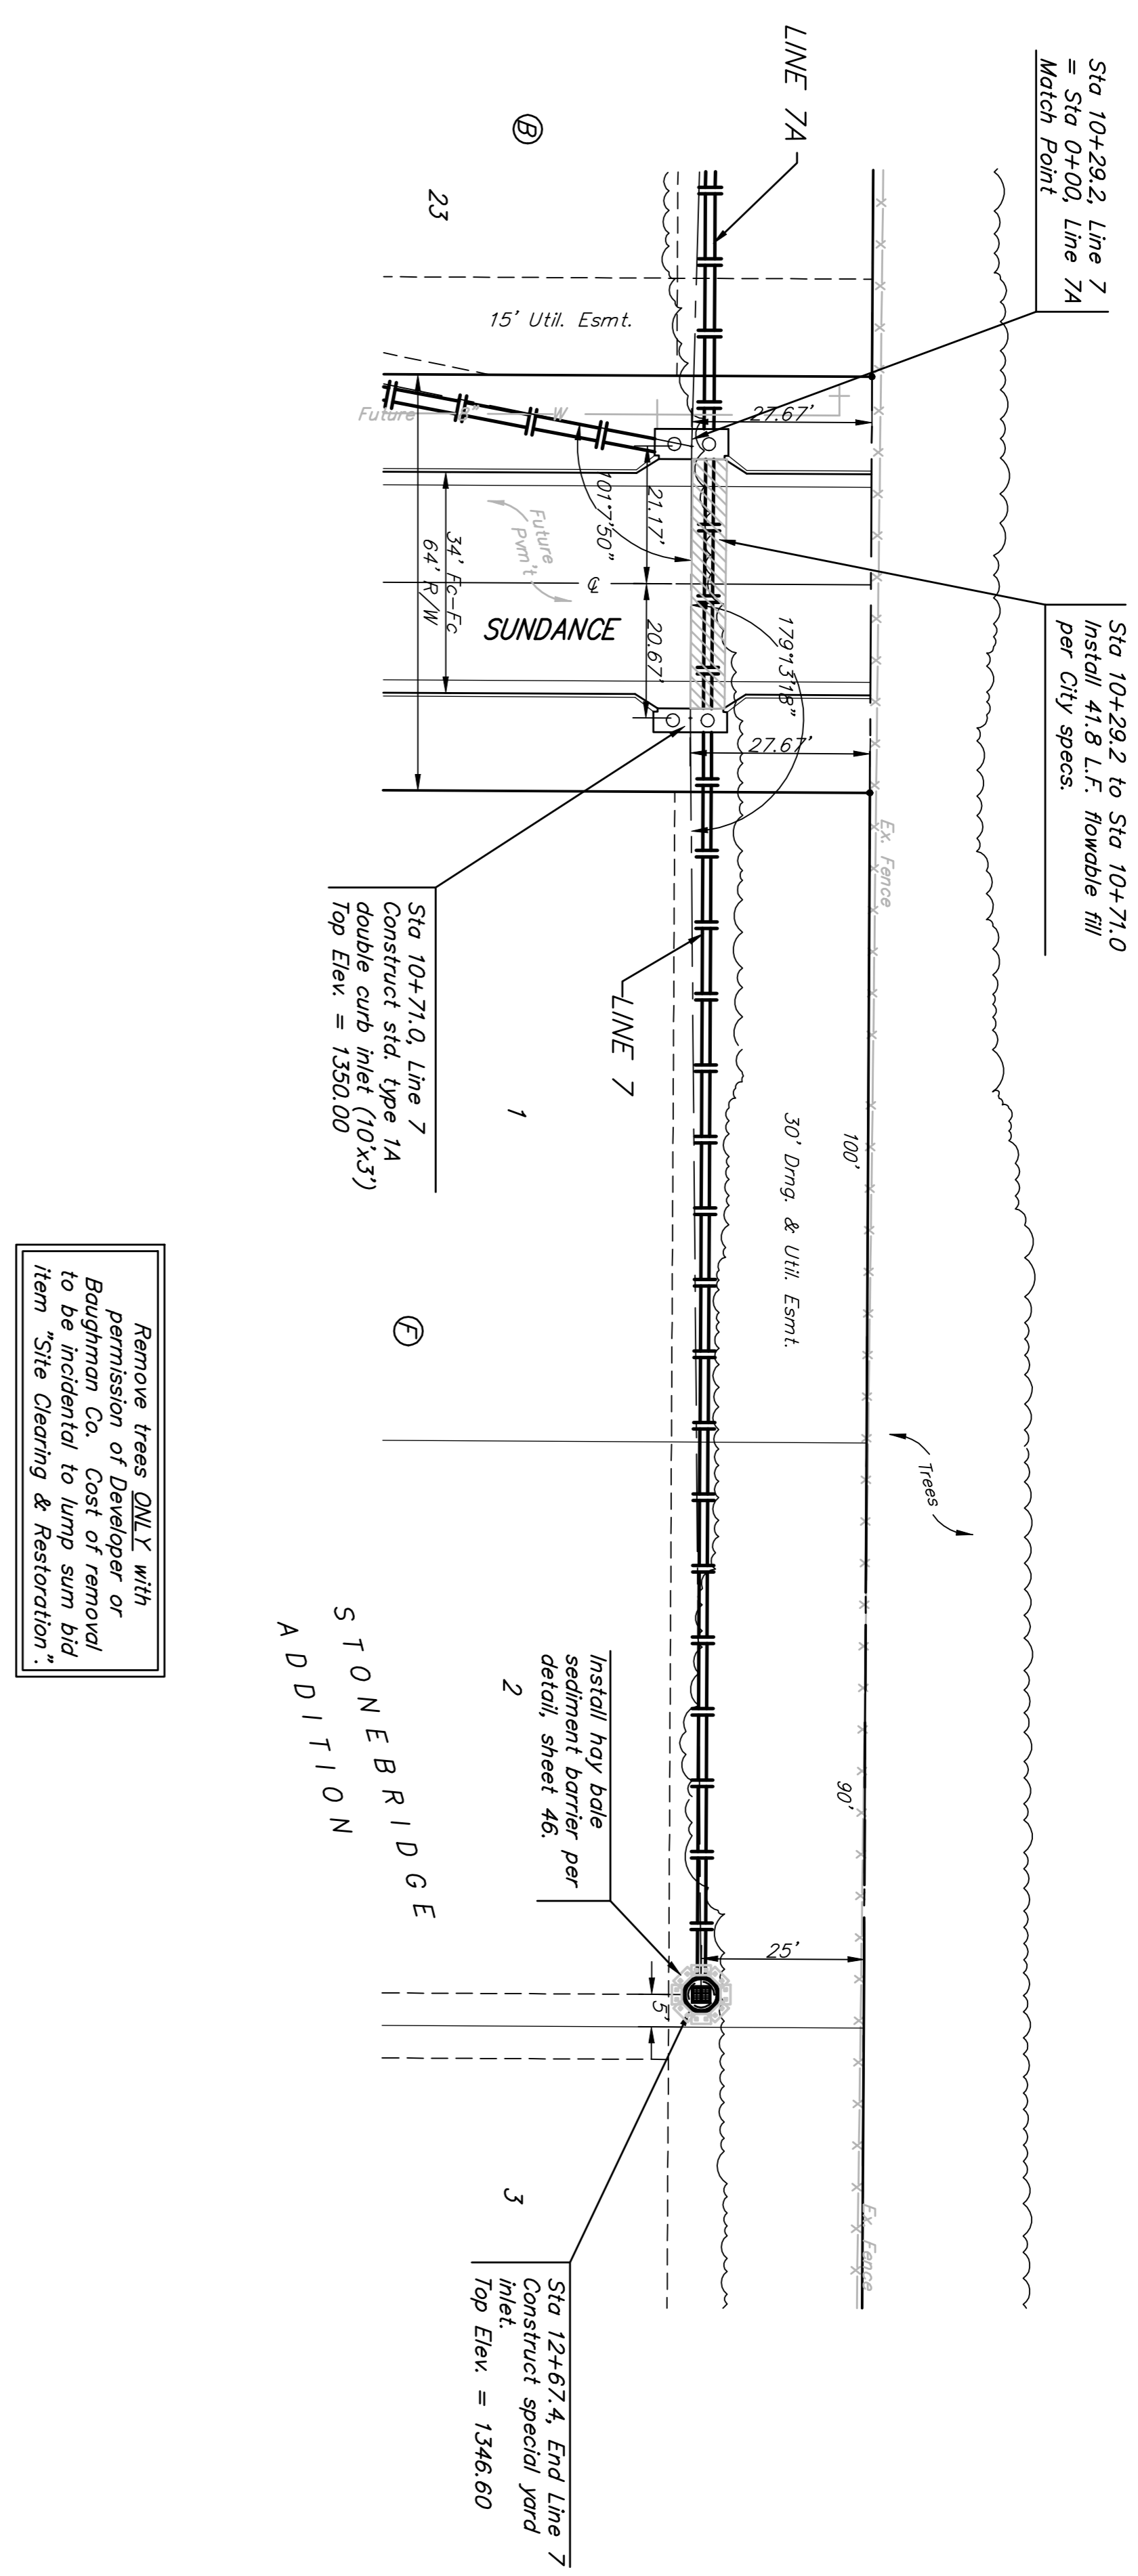 Sta 10+29.2, Line 7
= Sta 0+00, Line 7A
Match Point
LINE 7A
B
23
15' Util. Esmt.
Future 8" W
27.67'
21.17'
101°7'50"
Future
Pvm't
34' Fc-Fc
64' R/W
℄
SUNDANCE
20.67'
179°13'18"
27.67'
Sta 10+29.2 to Sta 10+71.0
Install 41.8 L.F. flowable fill
per City specs.
Ex. Fence
Sta 10+71.0, Line 7
Construct std. type 1A
double curb inlet (10'x3')
Top Elev. = 1350.00
LINE 7
1
30' Drng. & Util. Esmt.
100'
F
Trees
Remove trees ONLY with
permission of Developer or
Baughman Co. Cost of removal
to be incidental to lump sum bid
item "Site Clearing & Restoration".
STONEBRIDGE
ADDITION
Install hay bale
sediment barrier per
detail, sheet 46.
2
90'
25'
5'
3
Ex. Fence
Sta 12+67.4, End Line 7
Construct special yard
inlet.
Top Elev. = 1346.60